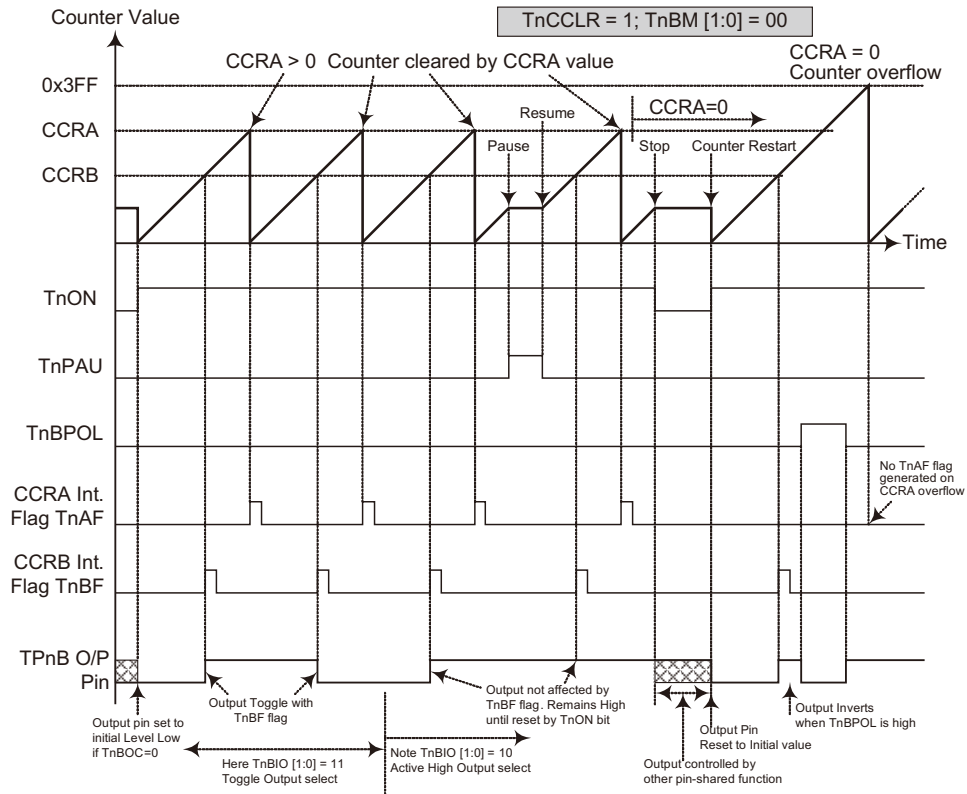 Counter Value
TnCCLR = 1; TnBM [1:0] = 00
CCRA > 0 Counter cleared by CCRA value
CCRA = 0
Counter overflow
0x3FF
CCRA=0
Resume
CCRA
Pause
Stop
Counter Restart
CCRB
Time
TnON
TnPAU
TnBPOL
No TnAF flag
generated on
CCRA overflow
CCRA Int.
Flag TnAF
CCRB Int.
Flag TnBF
TPnB O/P
Pin
Output pin set to
initial Level Low
if TnBOC=0
Output Toggle with
TnBF flag
Output not affected by
TnBF flag. Remains High
until reset by TnON bit
Output Inverts
when TnBPOL is high
Output Pin
Reset to Initial value
Here TnBIO [1:0] = 11
Toggle Output select
Note TnBIO [1:0] = 10
Active High Output select
Output controlled by
other pin-shared function